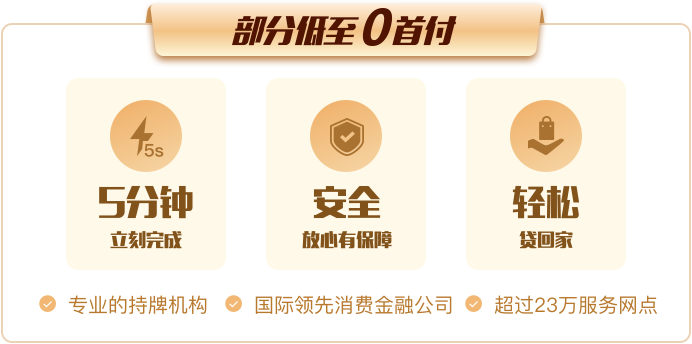 部分低至0首付
5s
5分钟
立刻完成
安全
放心有保障
轻松
贷回家
专业的持牌机构
国际领先消费金融公司
超过23万服务网点